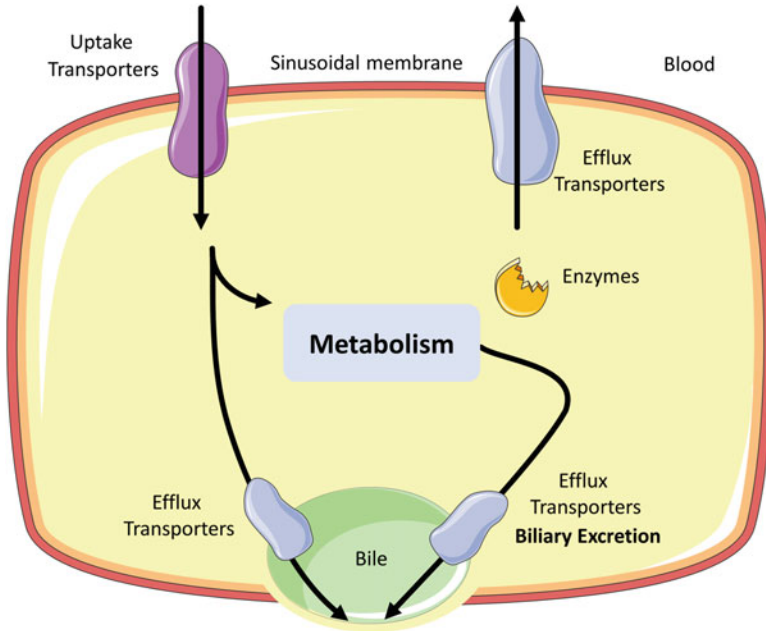 Uptake
Transporters
Sinusoidal membrane
Blood
Efflux
Transporters
Enzymes
Metabolism
Efflux
Transporters
Efflux
Transporters
Biliary Excretion
Bile